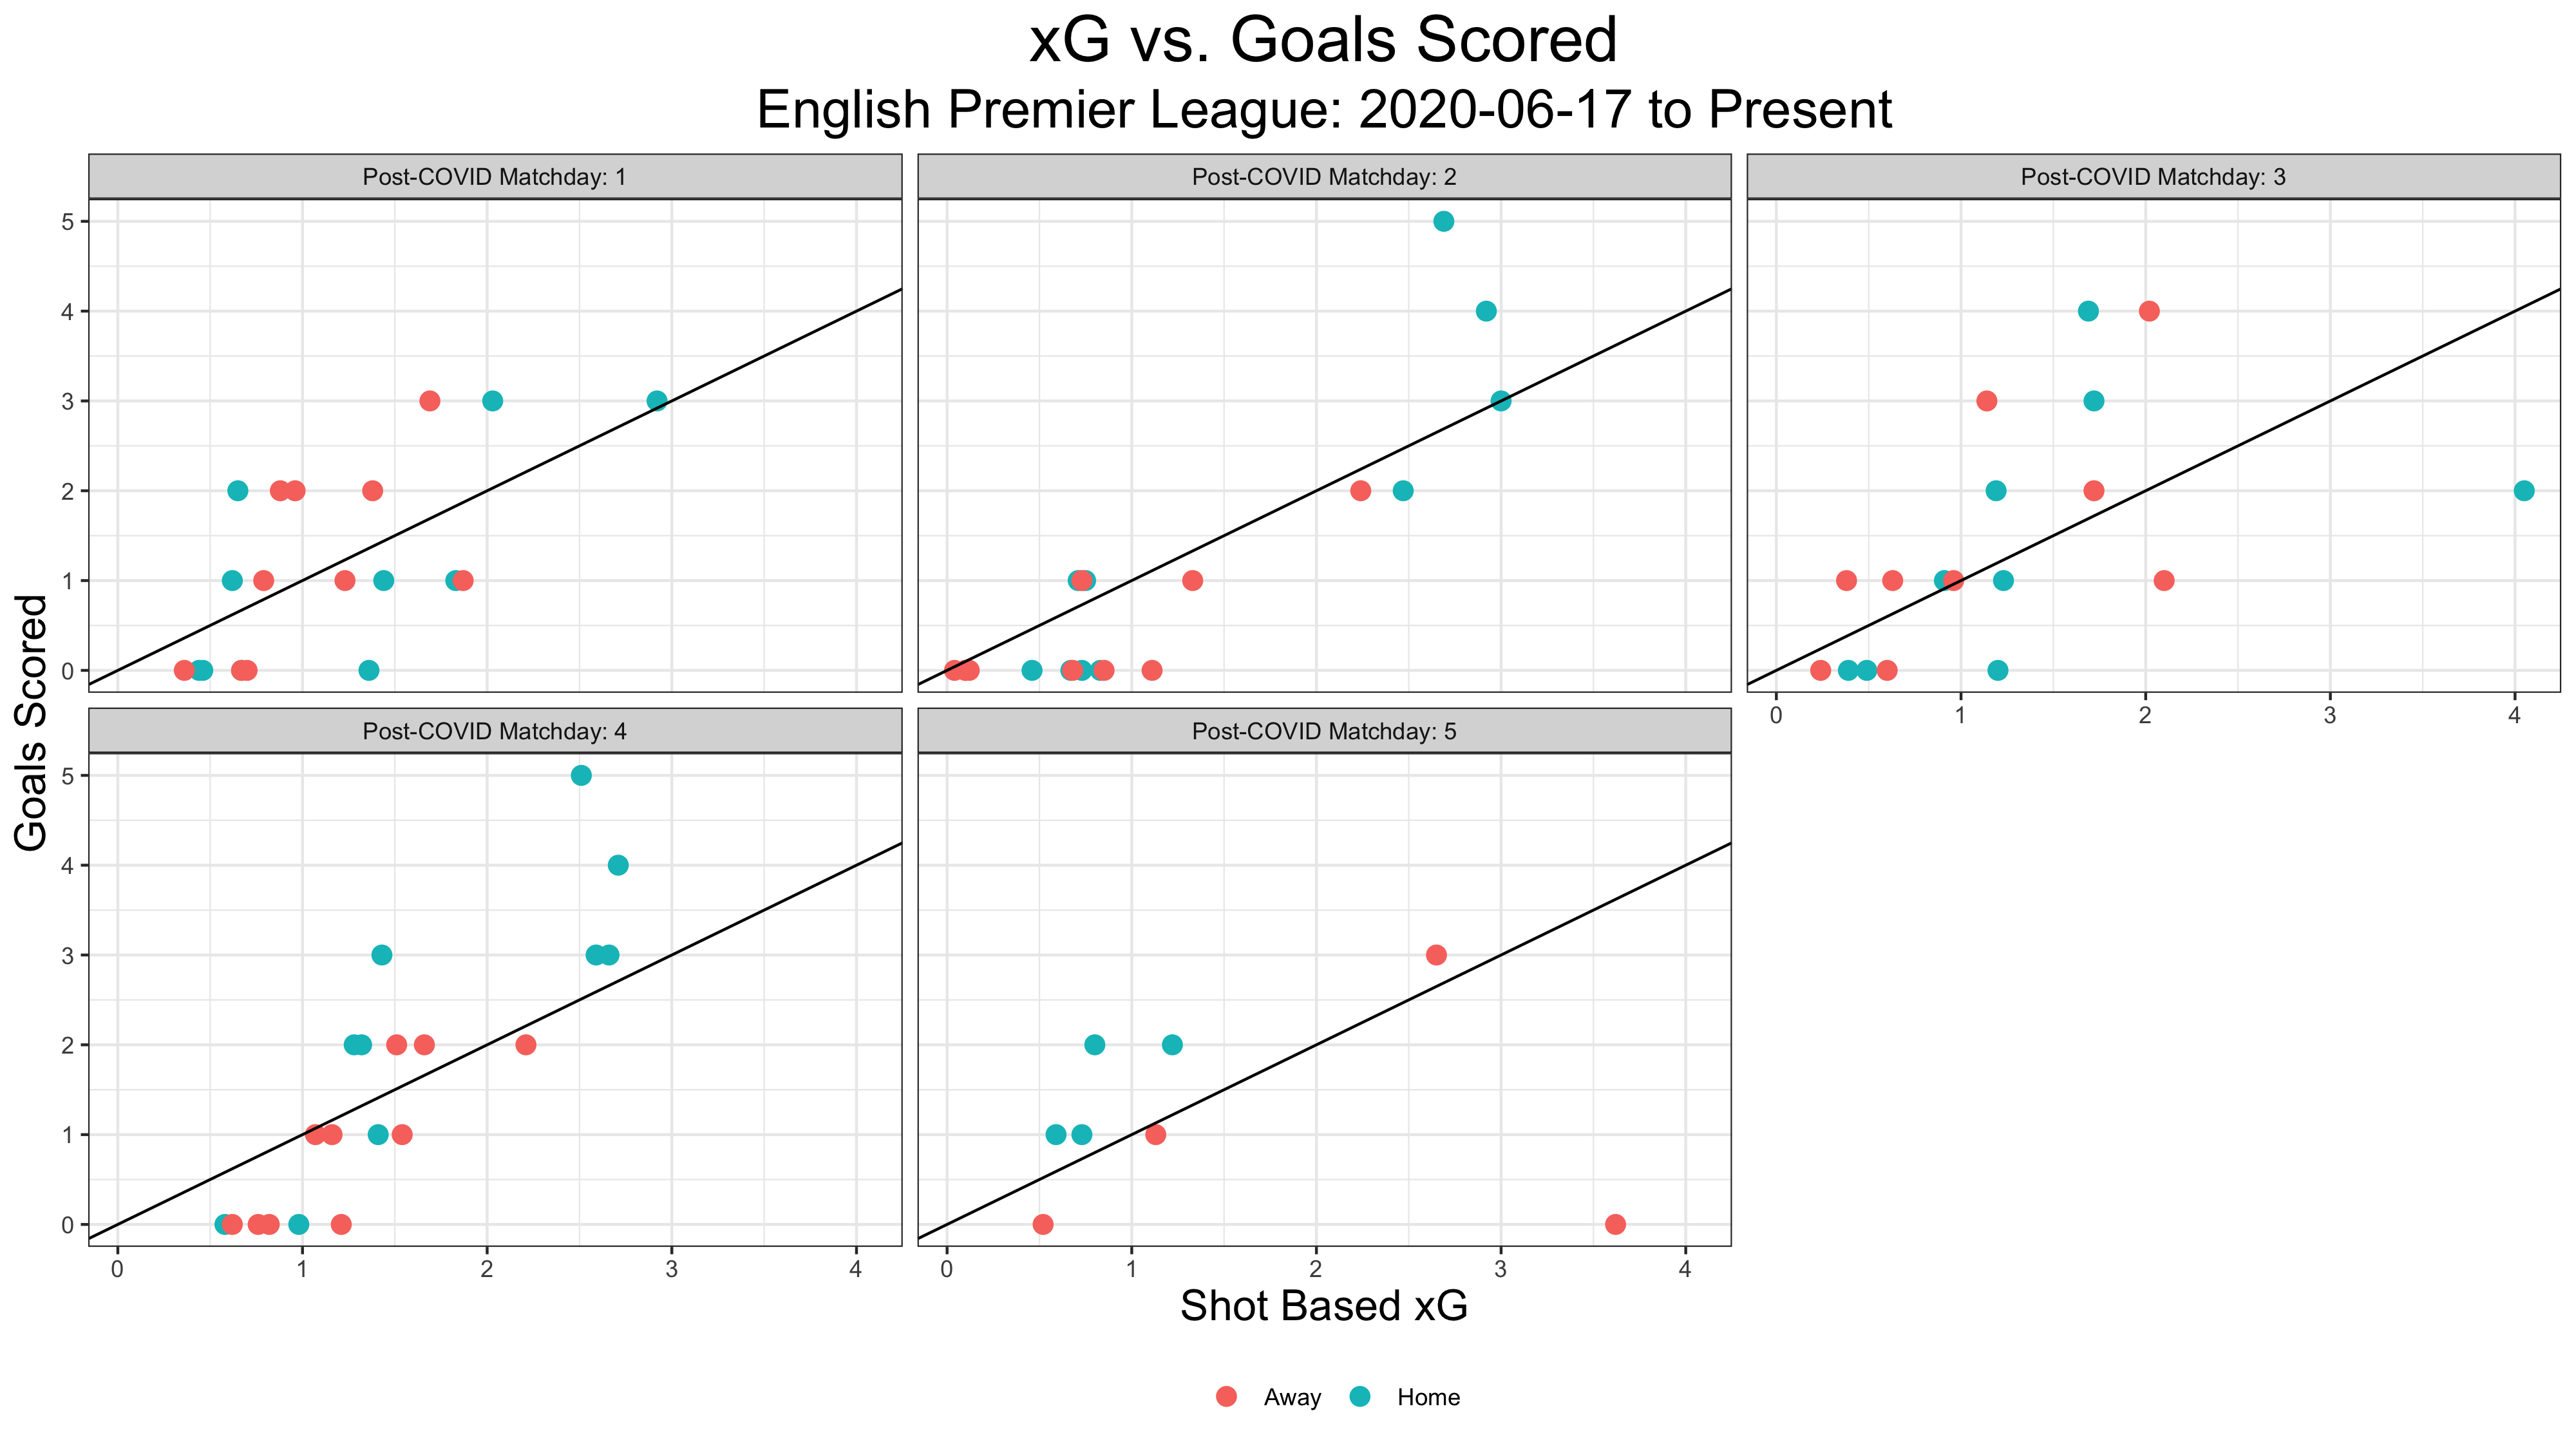 xG vs. Goals Scored
English Premier League: 2020-06-17 to Present
Post-COVID Matchday: 1
Post-COVID Matchday: 2
Post-COVID Matchday: 3
5
4
3
2
1
0
0 1 2 3 4
Goals Scored
Post-COVID Matchday: 4
Post-COVID Matchday: 5
5
4
3
2
1
0
0 1 2 3 4
0 1 2 3 4
Shot Based xG
Away
Home